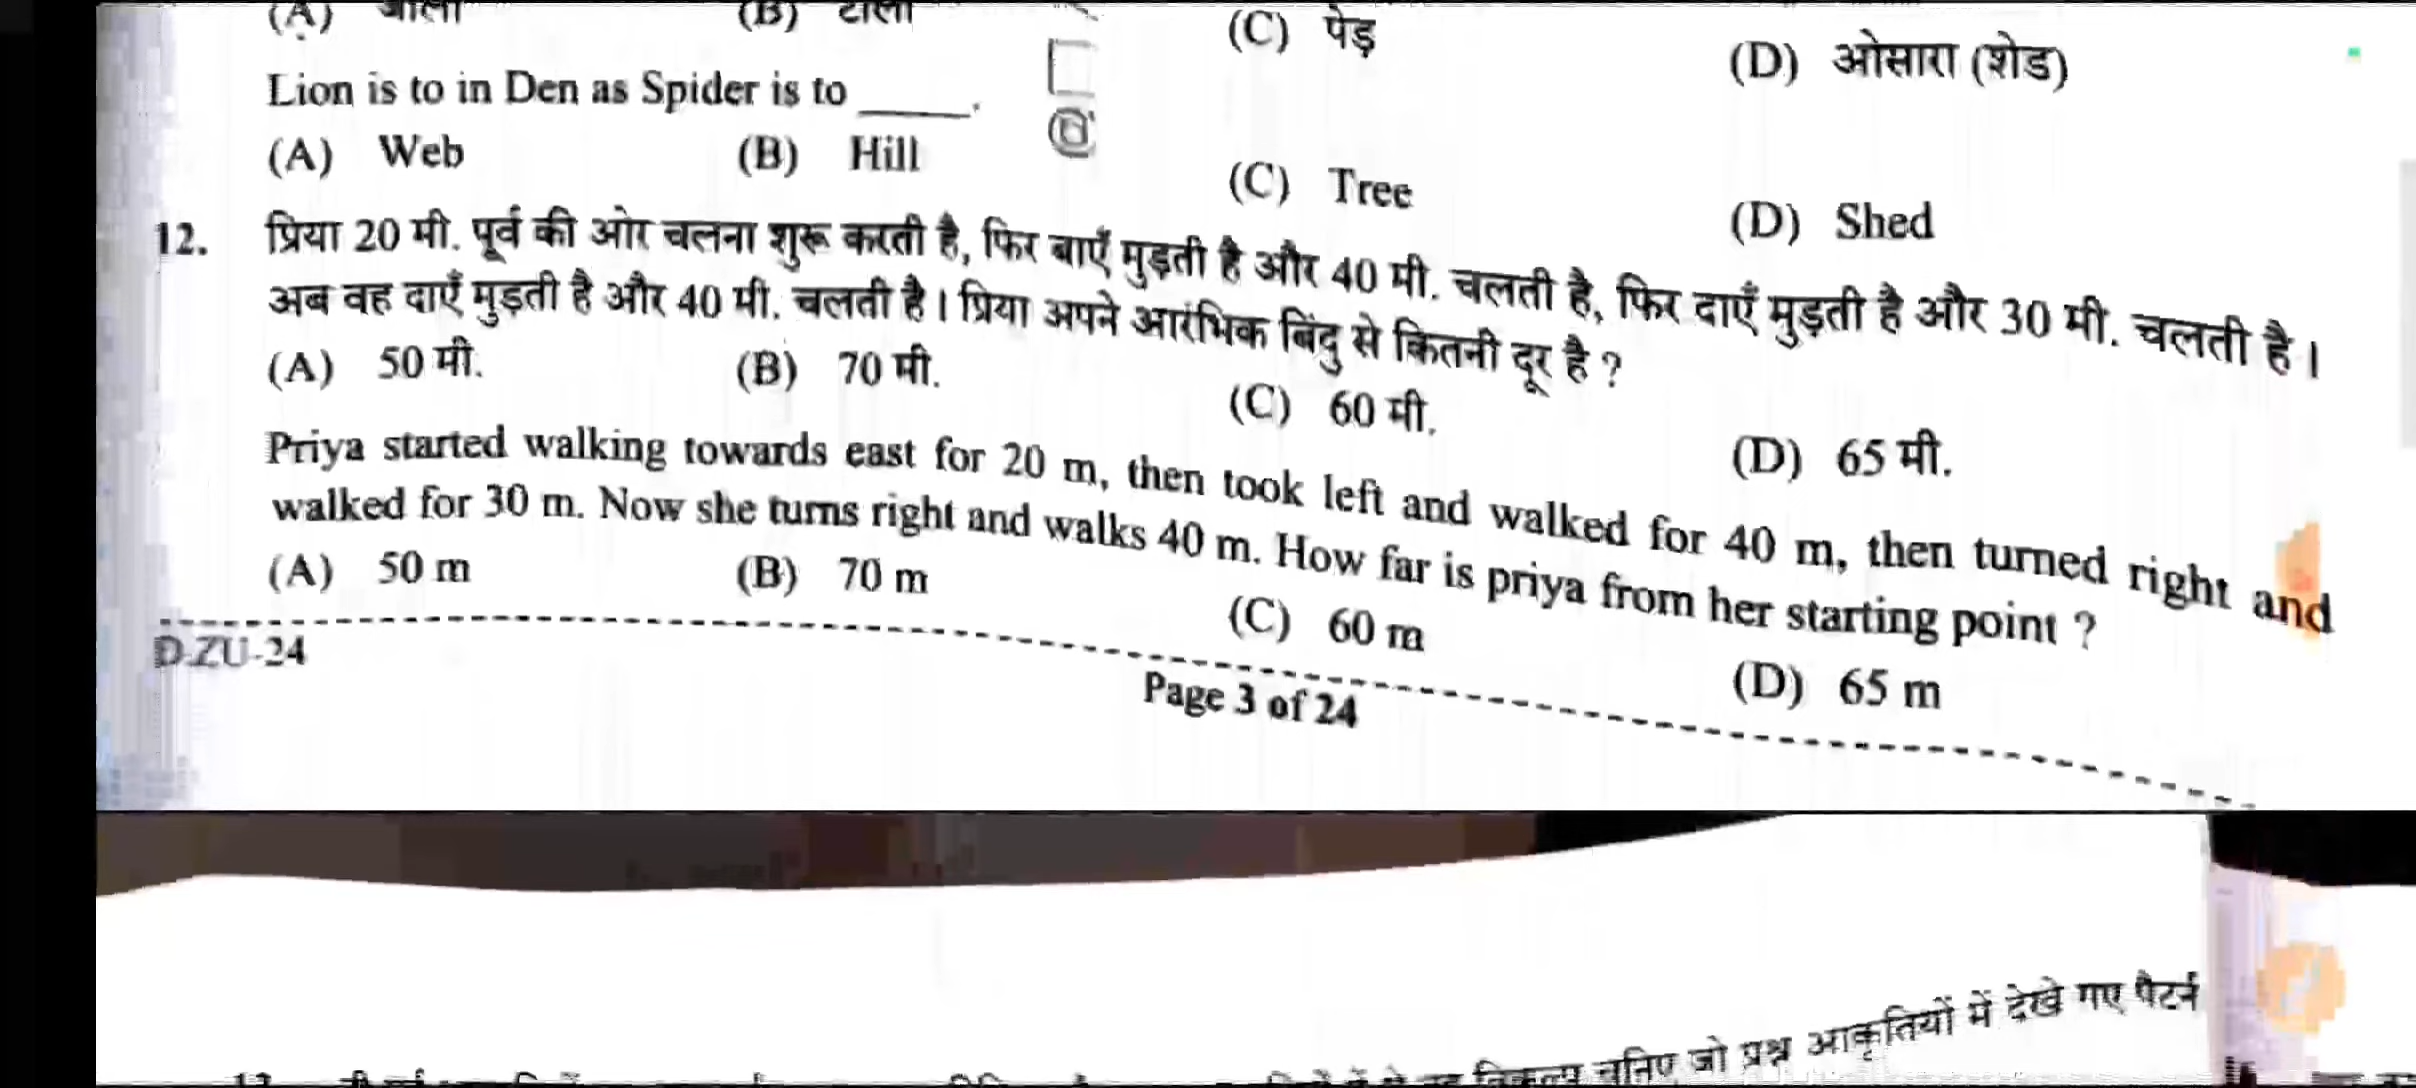 (A) जाला (B) टीला (C) पेड़ (D) ओसारा (शेड)
Lion is to in Den as Spider is to ______.
(A) Web (B) Hill (C) Tree (D) Shed
12. प्रिया 20 मी. पूर्व की ओर चलना शुरू करती है, फिर बाएँ मुड़ती है और 40 मी. चलती है, फिर दाएँ मुड़ती है और 30 मी. चलती है।
अब वह दाएँ मुड़ती है और 40 मी. चलती है। प्रिया अपने आरंभिक बिंदु से कितनी दूर है ?
(A) 50 मी. (B) 70 मी. (C) 60 मी. (D) 65 मी.
Priya started walking towards east for 20 m, then took left and walked for 40 m, then turned right and
walked for 30 m. Now she turns right and walks 40 m. How far is priya from her starting point ?
(A) 50 m (B) 70 m (C) 60 m (D) 65 m
D.ZU-24
Page 3 of 24
चुनिए जो प्रश्न आकृतियों में देखे गए पैटर्न